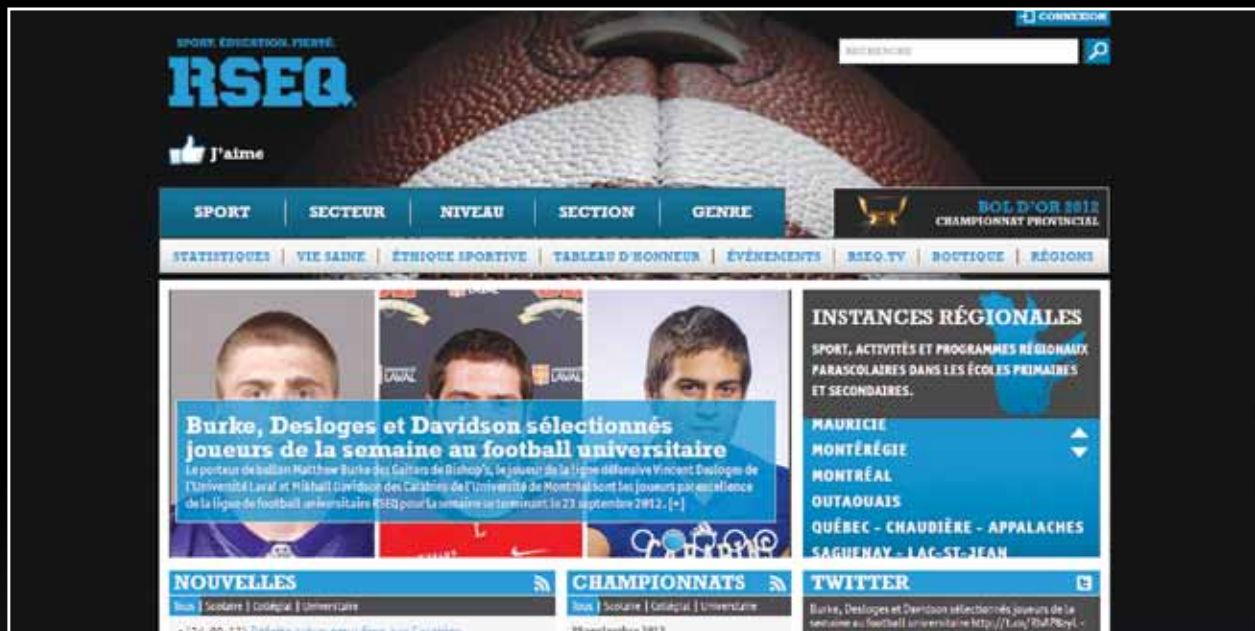 CONNEXION
SPORT. ÉDUCATION. FIERTÉ.
RSEQ
RECHERCHE
J'aime
SPORT | SECTEUR | NIVEAU | SECTION | GENRE
BOL D'OR 2012
CHAMPIONNAT PROVINCIAL
STATISTIQUES | VIE SAINE | ÉTHIQUE SPORTIVE | TABLEAU D'HONNEUR | ÉVÉNEMENTS | RSEQ.TV | BOUTIQUE | RÉGIONS
LAVAL
LAVAL
Burke, Desloges et Davidson sélectionnés
joueurs de la semaine au football universitaire
Le porteur de ballon Matthew Burke des Gaiters de Bishop's, le joueur de la ligne défensive Vincent Desloges de
l'Université Laval et Mikhaïl Davidson des Carabins de l'Université de Montréal sont les joueurs par excellence
de la ligue de football universitaire RSEQ pour la semaine se terminant le 23 septembre 2012. [+]
CARABINS
INSTANCES RÉGIONALES
SPORT, ACTIVITÉS ET PROGRAMMES RÉGIONAUX
PARASCOLAIRES DANS LES ÉCOLES PRIMAIRES
ET SECONDAIRES.
MAURICIE
MONTÉRÉGIE
MONTRÉAL
OUTAOUAIS
QUÉBEC - CHAUDIÈRE - APPALACHES
SAGUENAY - LAC-ST-JEAN
NOUVELLES
Tous | Scolaire | Collégial | Universitaire
CHAMPIONNATS
Tous | Scolaire | Collégial | Universitaire
TWITTER
Burke, Desloges et Davidson sélectionnés joueurs de la
semaine au football universitaire